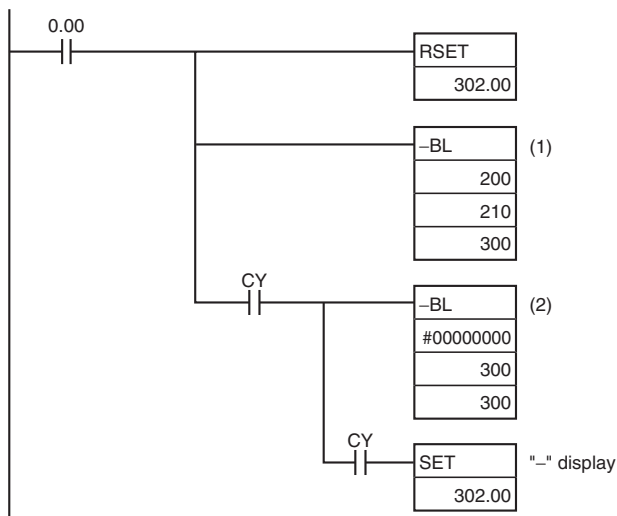 0.00
RSET
302.00
–BL (1)
200
210
300
CY
–BL (2)
#00000000
300
300
CY
SET "–" display
302.00